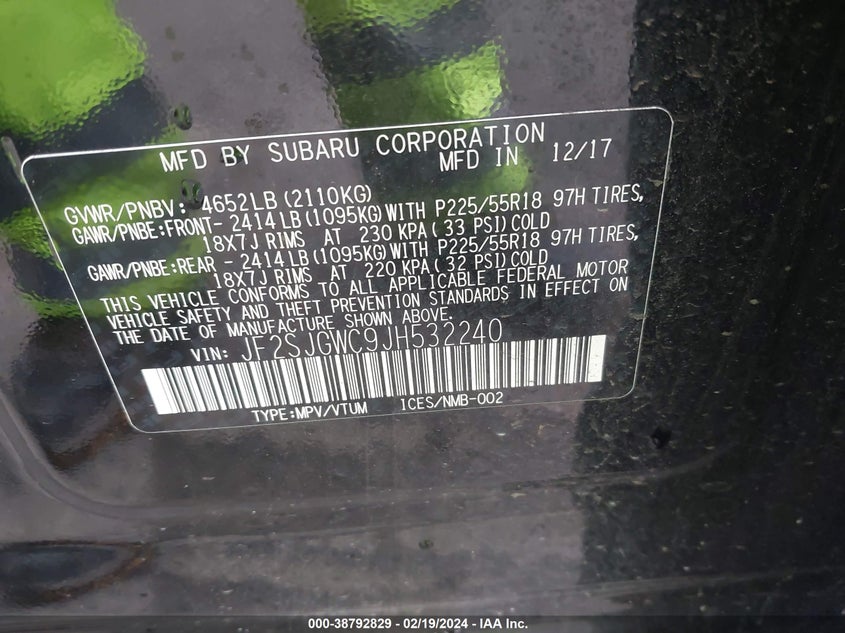 MFD BY SUBARU CORPORATION
MFD IN 12/17
GVWR/PNBV: 4652LB (2110KG)
GAWR/PNBE:FRONT- 2414LB (1095KG) WITH P225/55R18 97H TIRES,
18X7J RIMS AT 230 KPA( 33 PSI) COLD
GAWR/PNBE:REAR - 2414LB (1095KG) WITH P225/55R18 97H TIRES,
18X7J RIMS AT 220 KPA( 32 PSI) COLD
THIS VEHICLE CONFORMS TO ALL APPLICABLE FEDERAL MOTOR
VEHICLE SAFETY AND THEFT PREVENTION STANDARDS IN EFFECT ON
THE DATE OF MANUFACTURE SHOWN ABOVE.
VIN: JF2SJGWC9JH532240
TYPE:MPV/VTUM ICES/NMB-002
000-38792829 - 02/19/2024 - IAA Inc.